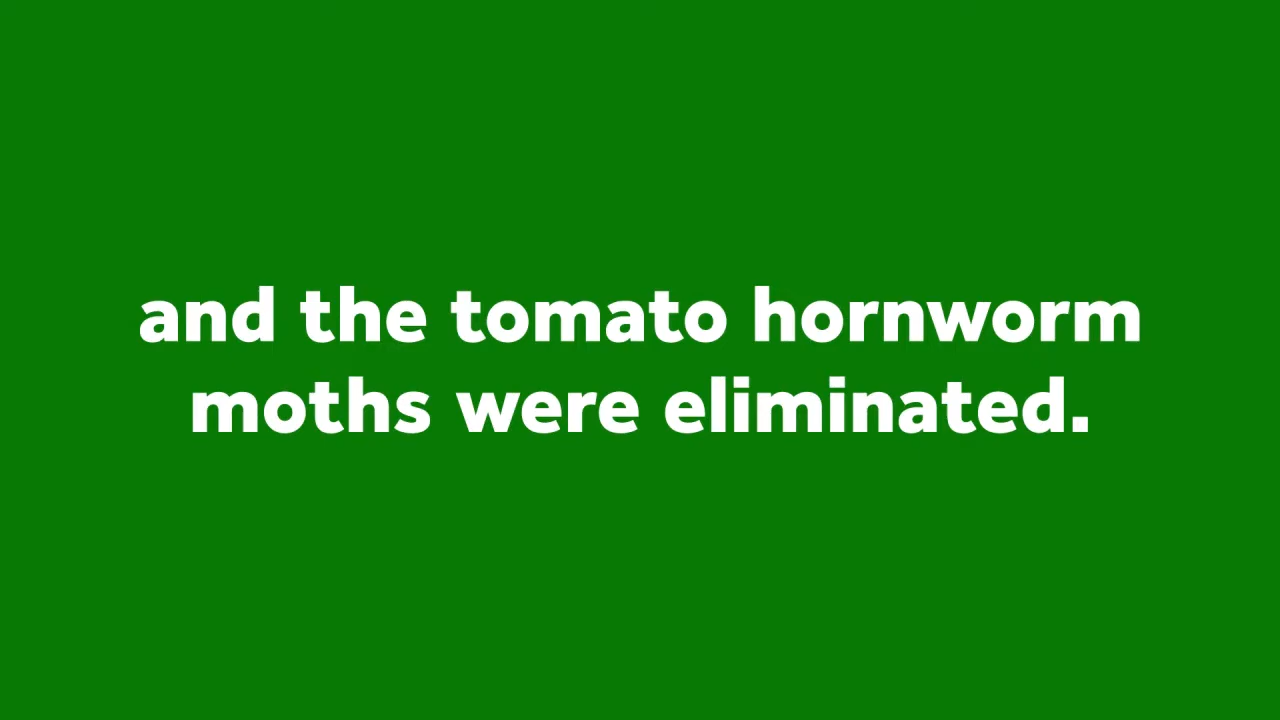 and the tomato hornworm
moths were eliminated.